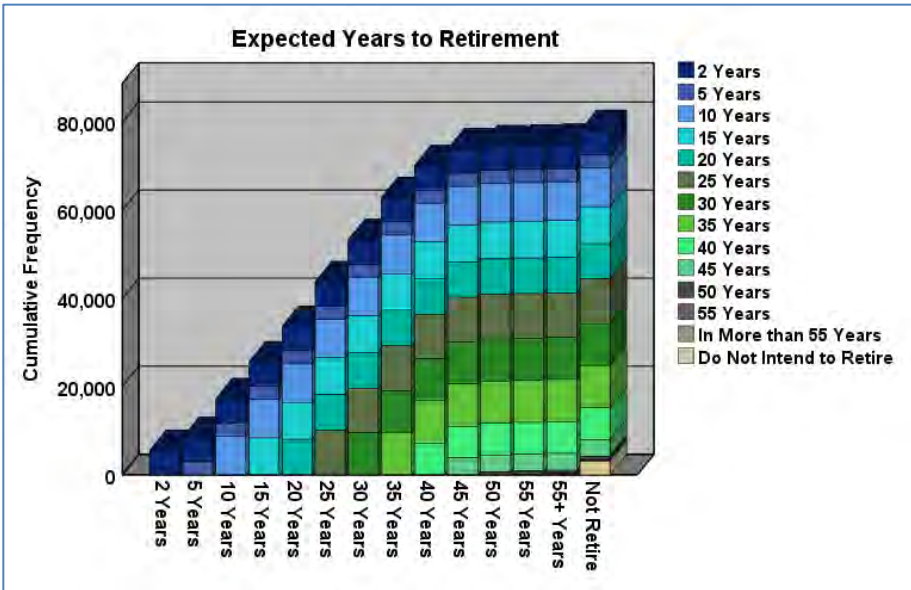 Expected Years to Retirement
Cumulative Frequency
80,000
60,000
40,000
20,000
0
2 Years
5 Years
10 Years
15 Years
20 Years
25 Years
30 Years
35 Years
40 Years
45 Years
50 Years
55 Years
55+ Years
Not Retire
2 Years
5 Years
10 Years
15 Years
20 Years
25 Years
30 Years
35 Years
40 Years
45 Years
50 Years
55 Years
In More than 55 Years
Do Not Intend to Retire